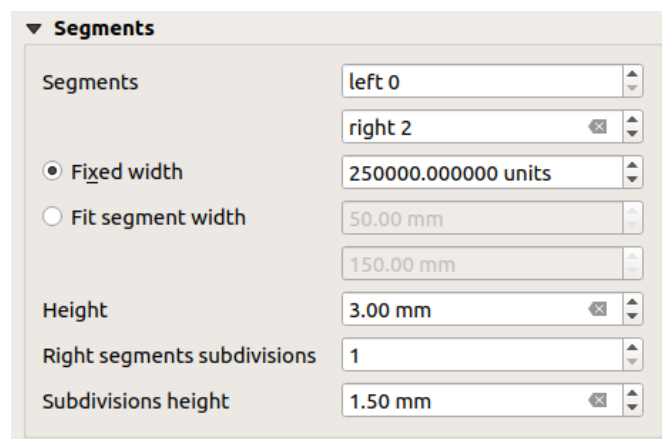 Segments
Segments left 0
right 2
Fixed width 250000.000000 units
Fit segment width 50.00 mm
150.00 mm
Height 3.00 mm
Right segments subdivisions 1
Subdivisions height 1.50 mm